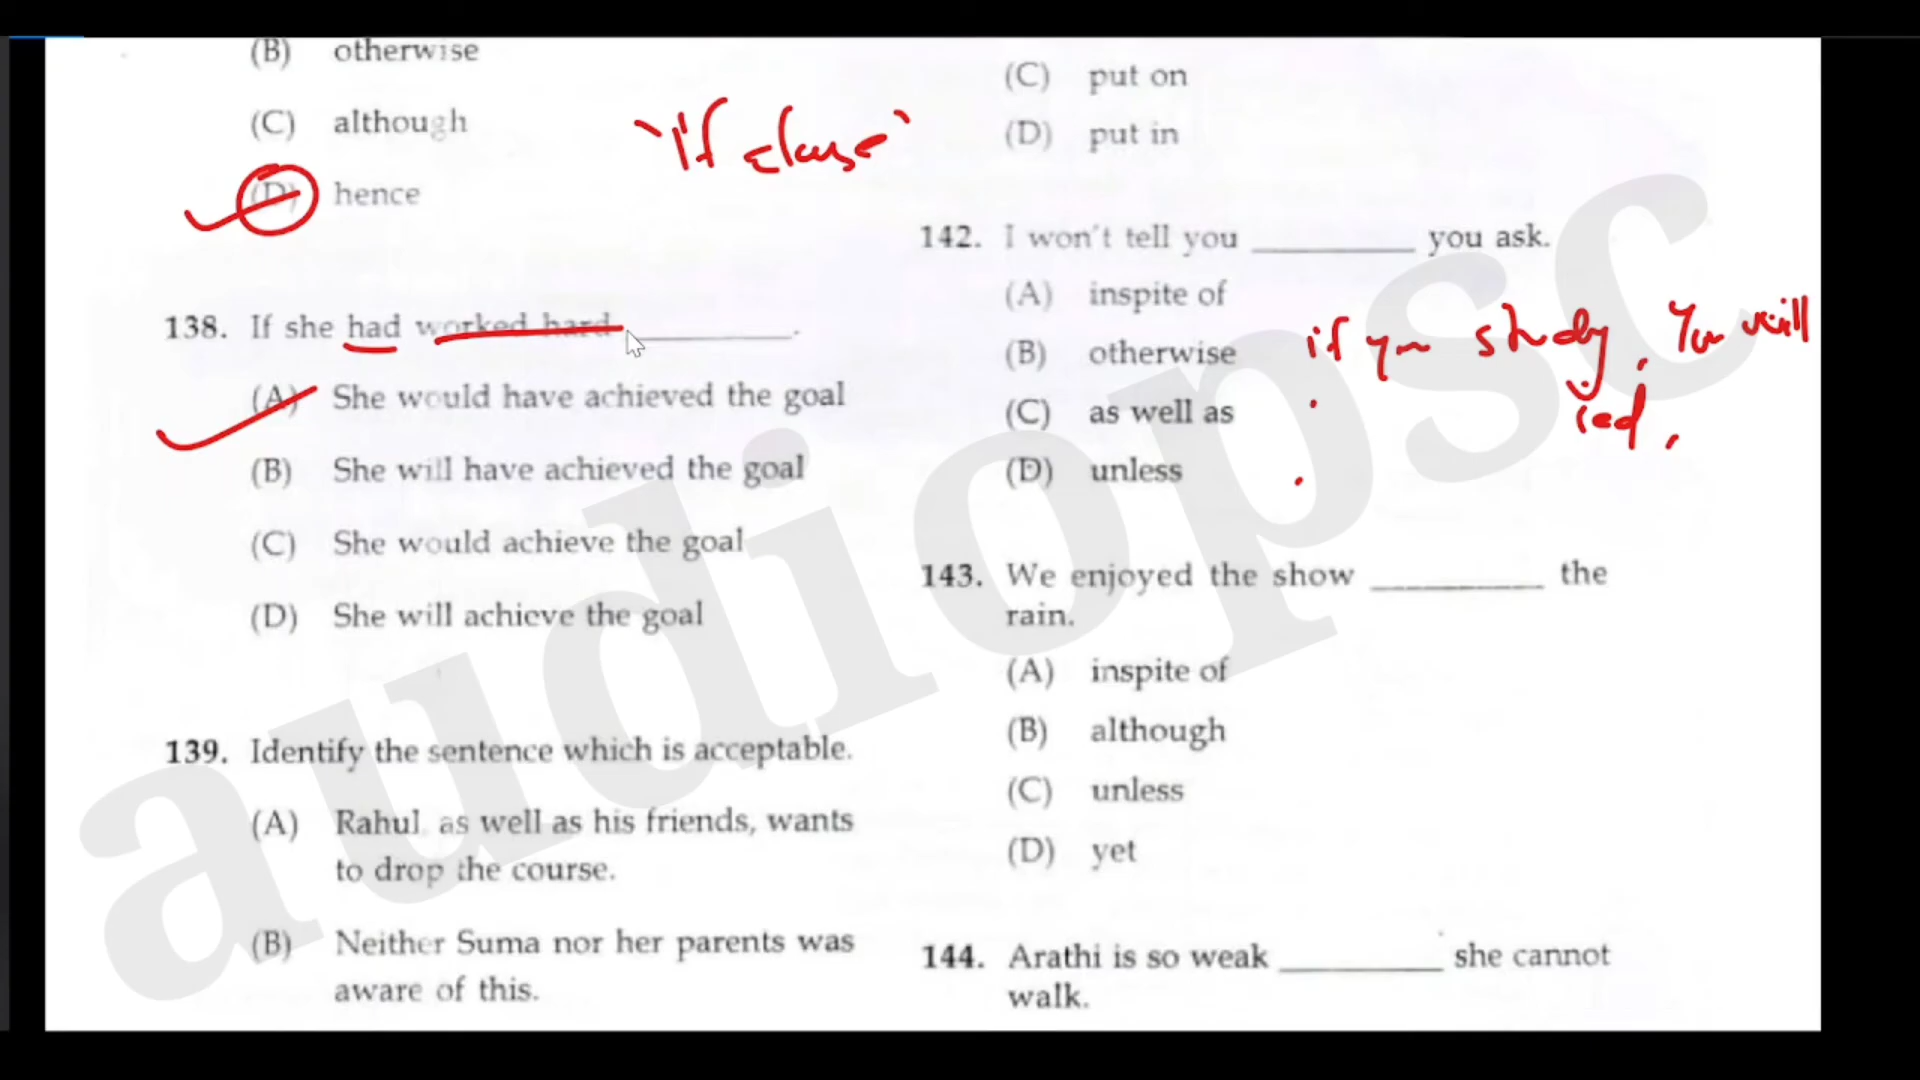 (B) otherwise
(C) although
(D) hence
'If clause'
138. If she had worked hard __________.
(A) She would have achieved the goal
(B) She will have achieved the goal
(C) She would achieve the goal
(D) She will achieve the goal
139. Identify the sentence which is acceptable.
(A) Rahul, as well as his friends, wants
to drop the course.
(B) Neither Suma nor her parents was
aware of this.
(C) put on
(D) put in
142. I won't tell you __________ you ask.
(A) inspite of
(B) otherwise
(C) as well as
(D) unless
if you study, You will
143. We enjoyed the show __________ the
rain.
(A) inspite of
(B) although
(C) unless
(D) yet
144. Arathi is so weak __________ she cannot
walk.
audiopsc